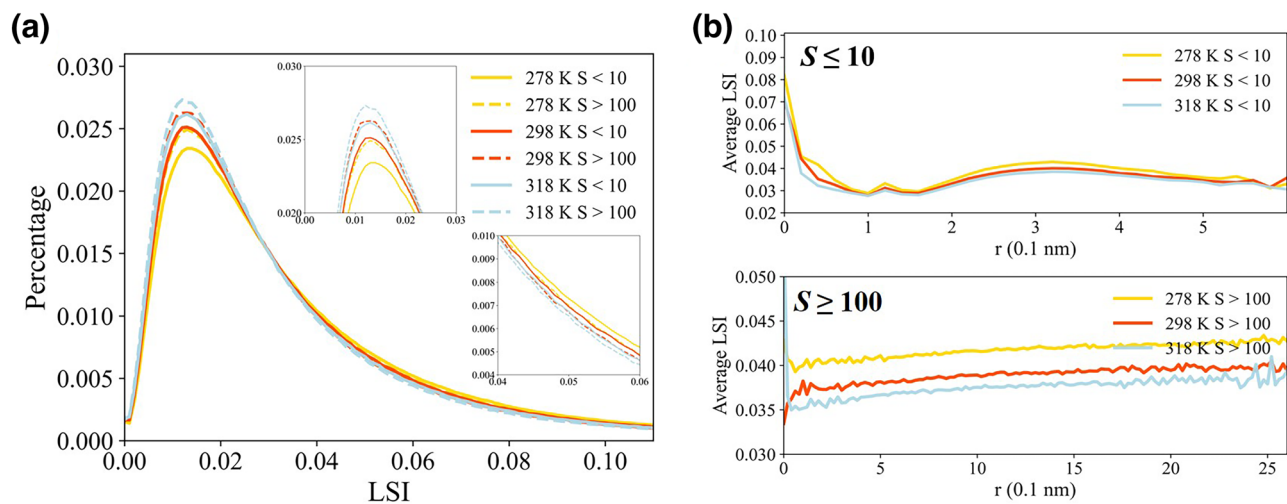 (a)
0.030
0.025
0.020
0.015
0.010
0.005
0.000
Percentage
0.00 0.02 0.04 0.06 0.08 0.10
LSI
278 K S < 10
278 K S > 100
298 K S < 10
298 K S > 100
318 K S < 10
318 K S > 100
0.030
0.025
0.020
0.00 0.01 0.02 0.03
0.010
0.009
0.008
0.007
0.006
0.005
0.004
0.04 0.05 0.06
(b)
0.10
0.09
0.08
0.07
0.06
0.05
0.04
0.03
0.02
Average LSI
S ≤ 10
278 K S < 10
298 K S < 10
318 K S < 10
0 1 2 3 4 5
r (0.1 nm)
0.050
0.045
0.040
0.035
0.030
Average LSI
S ≥ 100
278 K S > 100
298 K S > 100
318 K S > 100
0 5 10 15 20 25
r (0.1 nm)